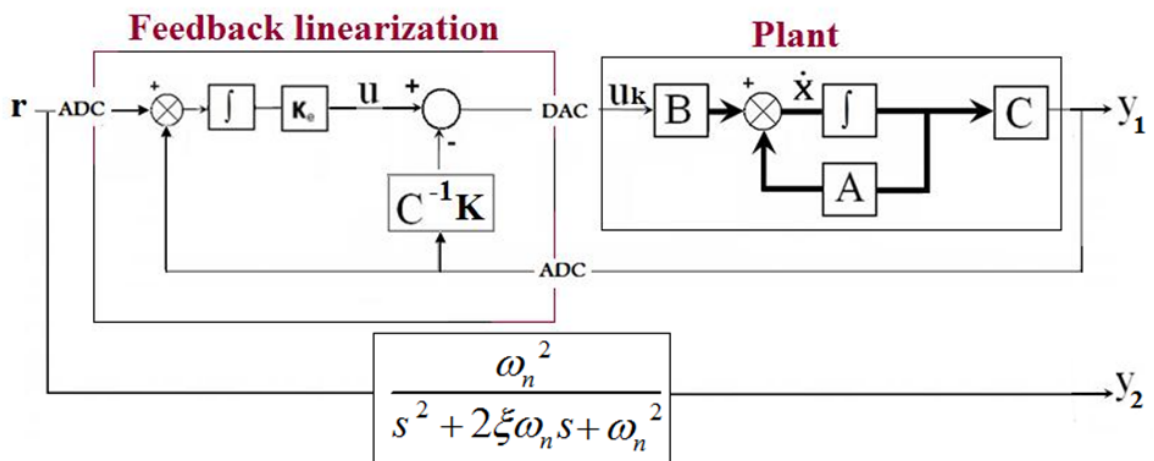 Feedback linearization
Plant
r ADC + ∫ Kₑ u + DAC uk B + ẋ ∫ C y₁
-
C⁻¹K
A
ADC
ωₙ²
s² + 2ξωₙs + ωₙ²
y₂